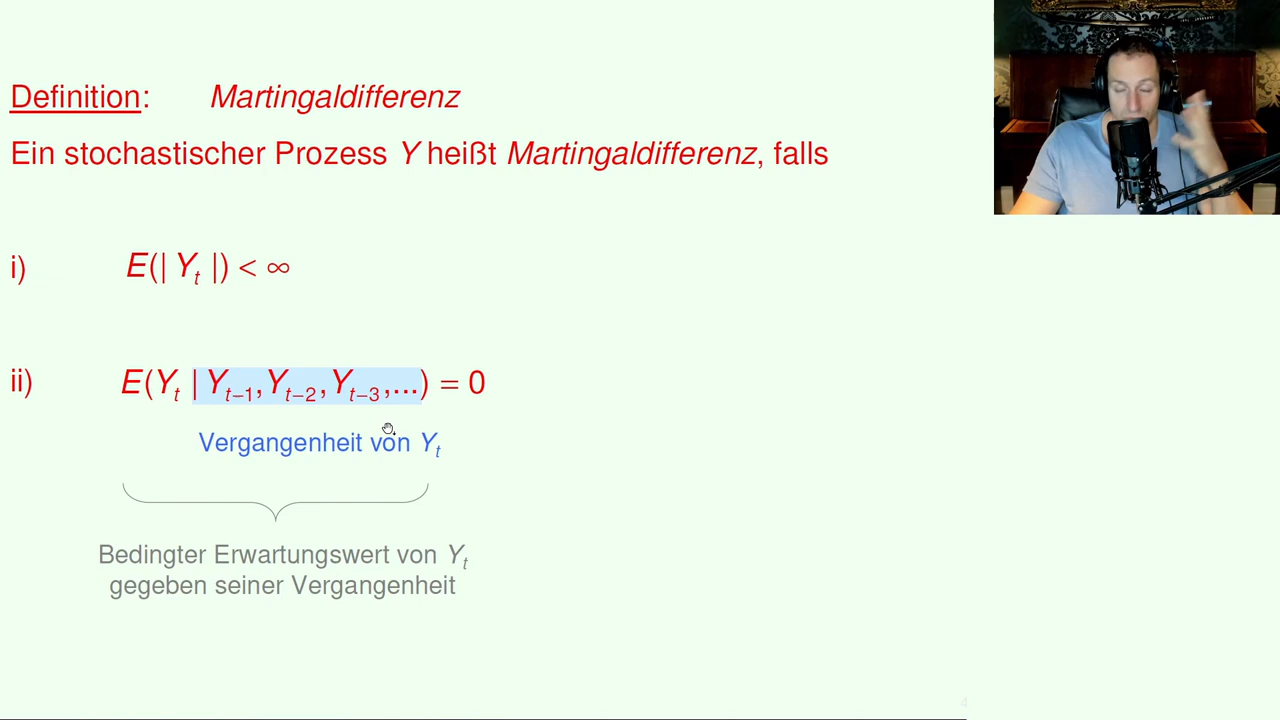 Definition: Martingaldifferenz
Ein stochastischer Prozess Y heißt Martingaldifferenz, falls
i) E(| Y_t |) < ∞
ii) E(Y_t | Y_{t−1}, Y_{t−2}, Y_{t−3}, ...) = 0
Vergangenheit von Y_t
Bedingter Erwartungswert von Y_t
gegeben seiner Vergangenheit
4